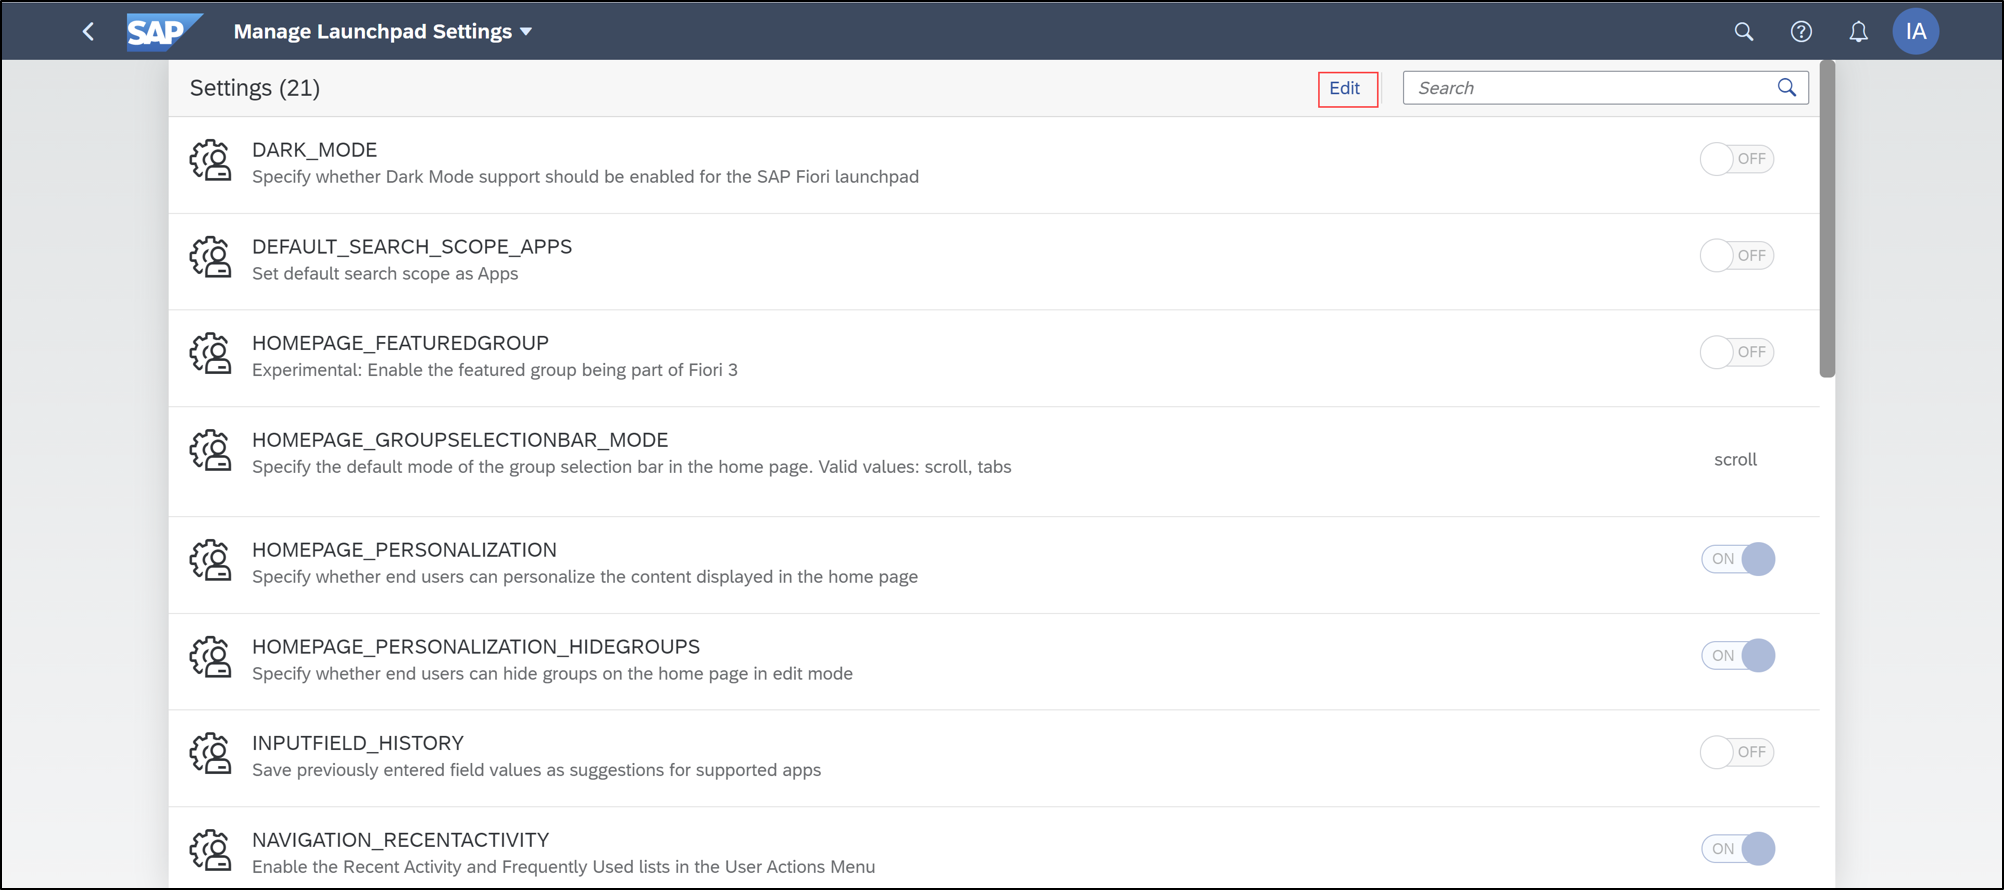 SAP Manage Launchpad Settings IA
Settings (21) Edit Search
DARK_MODE
Specify whether Dark Mode support should be enabled for the SAP Fiori launchpad
OFF
DEFAULT_SEARCH_SCOPE_APPS
Set default search scope as Apps
OFF
HOMEPAGE_FEATUREDGROUP
Experimental: Enable the featured group being part of Fiori 3
OFF
HOMEPAGE_GROUPSELECTIONBAR_MODE
Specify the default mode of the group selection bar in the home page. Valid values: scroll, tabs
scroll
HOMEPAGE_PERSONALIZATION
Specify whether end users can personalize the content displayed in the home page
ON
HOMEPAGE_PERSONALIZATION_HIDEGROUPS
Specify whether end users can hide groups on the home page in edit mode
ON
INPUTFIELD_HISTORY
Save previously entered field values as suggestions for supported apps
OFF
NAVIGATION_RECENTACTIVITY
Enable the Recent Activity and Frequently Used lists in the User Actions Menu
ON